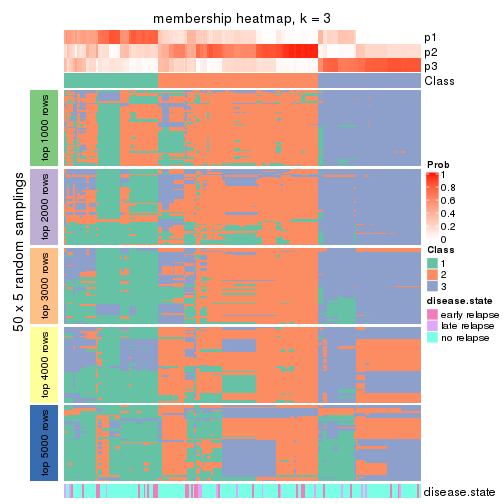 membership heatmap, k = 3
p1
p2
p3
Class
50 x 5 random samplings
top 1000 rows
top 2000 rows
top 3000 rows
top 4000 rows
top 5000 rows
disease.state
Prob
1
0.8
0.6
0.4
0.2
0
Class
1
2
3
disease.state
early relapse
late relapse
no relapse